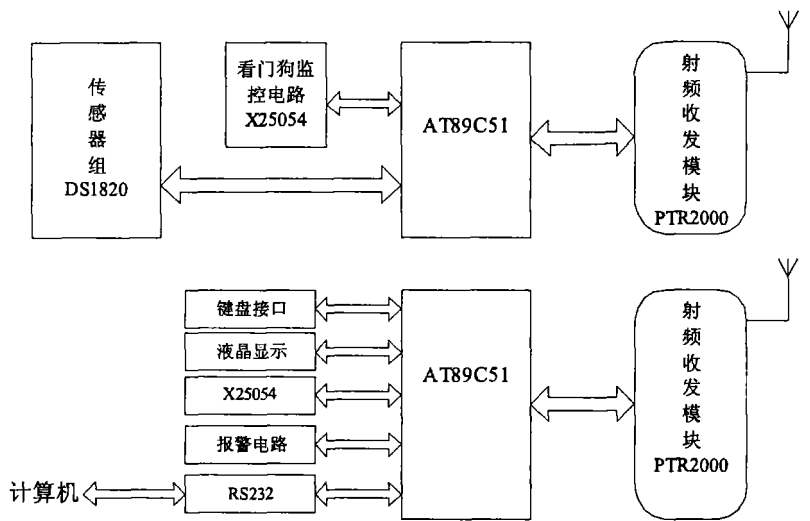 传感器组
DS1820
看门狗监
控电路
X25054
AT89C51
射频收发模块
PTR2000
键盘接口
液晶显示
X25054
报警电路
计算机
RS232
AT89C51
射频收发模块
PTR2000